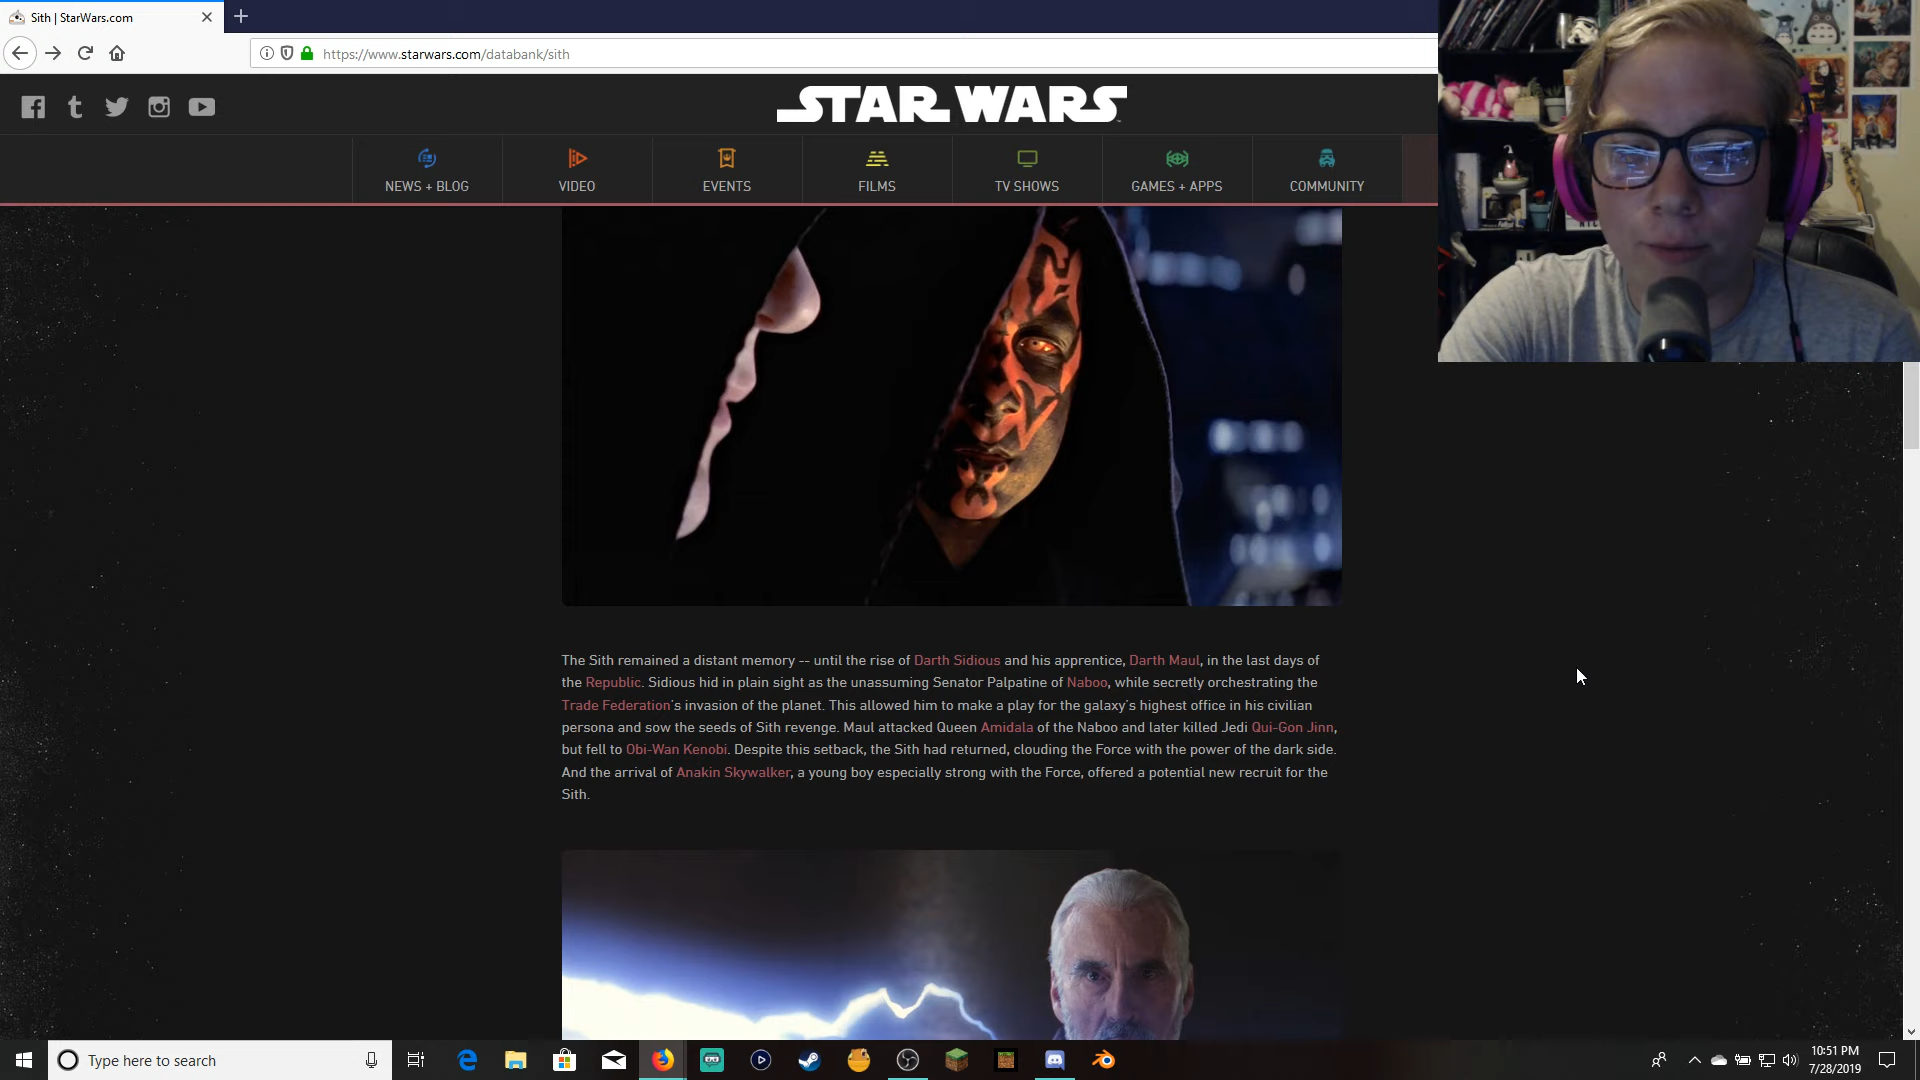 Sith | StarWars.com
https://www.starwars.com/databank/sith
STAR WARS
NEWS + BLOG
VIDEO
EVENTS
FILMS
TV SHOWS
GAMES + APPS
COMMUNITY
The Sith remained a distant memory -- until the rise of Darth Sidious and his apprentice, Darth Maul, in the last days of
the Republic. Sidious hid in plain sight as the unassuming Senator Palpatine of Naboo, while secretly orchestrating the
Trade Federation's invasion of the planet. This allowed him to make a play for the galaxy's highest office in his civilian
persona and sow the seeds of Sith revenge. Maul attacked Queen Amidala of the Naboo and later killed Jedi Qui-Gon Jinn,
but fell to Obi-Wan Kenobi. Despite this setback, the Sith had returned, clouding the Force with the power of the dark side.
And the arrival of Anakin Skywalker, a young boy especially strong with the Force, offered a potential new recruit for the
Sith.
Type here to search
10:51 PM
7/28/2019